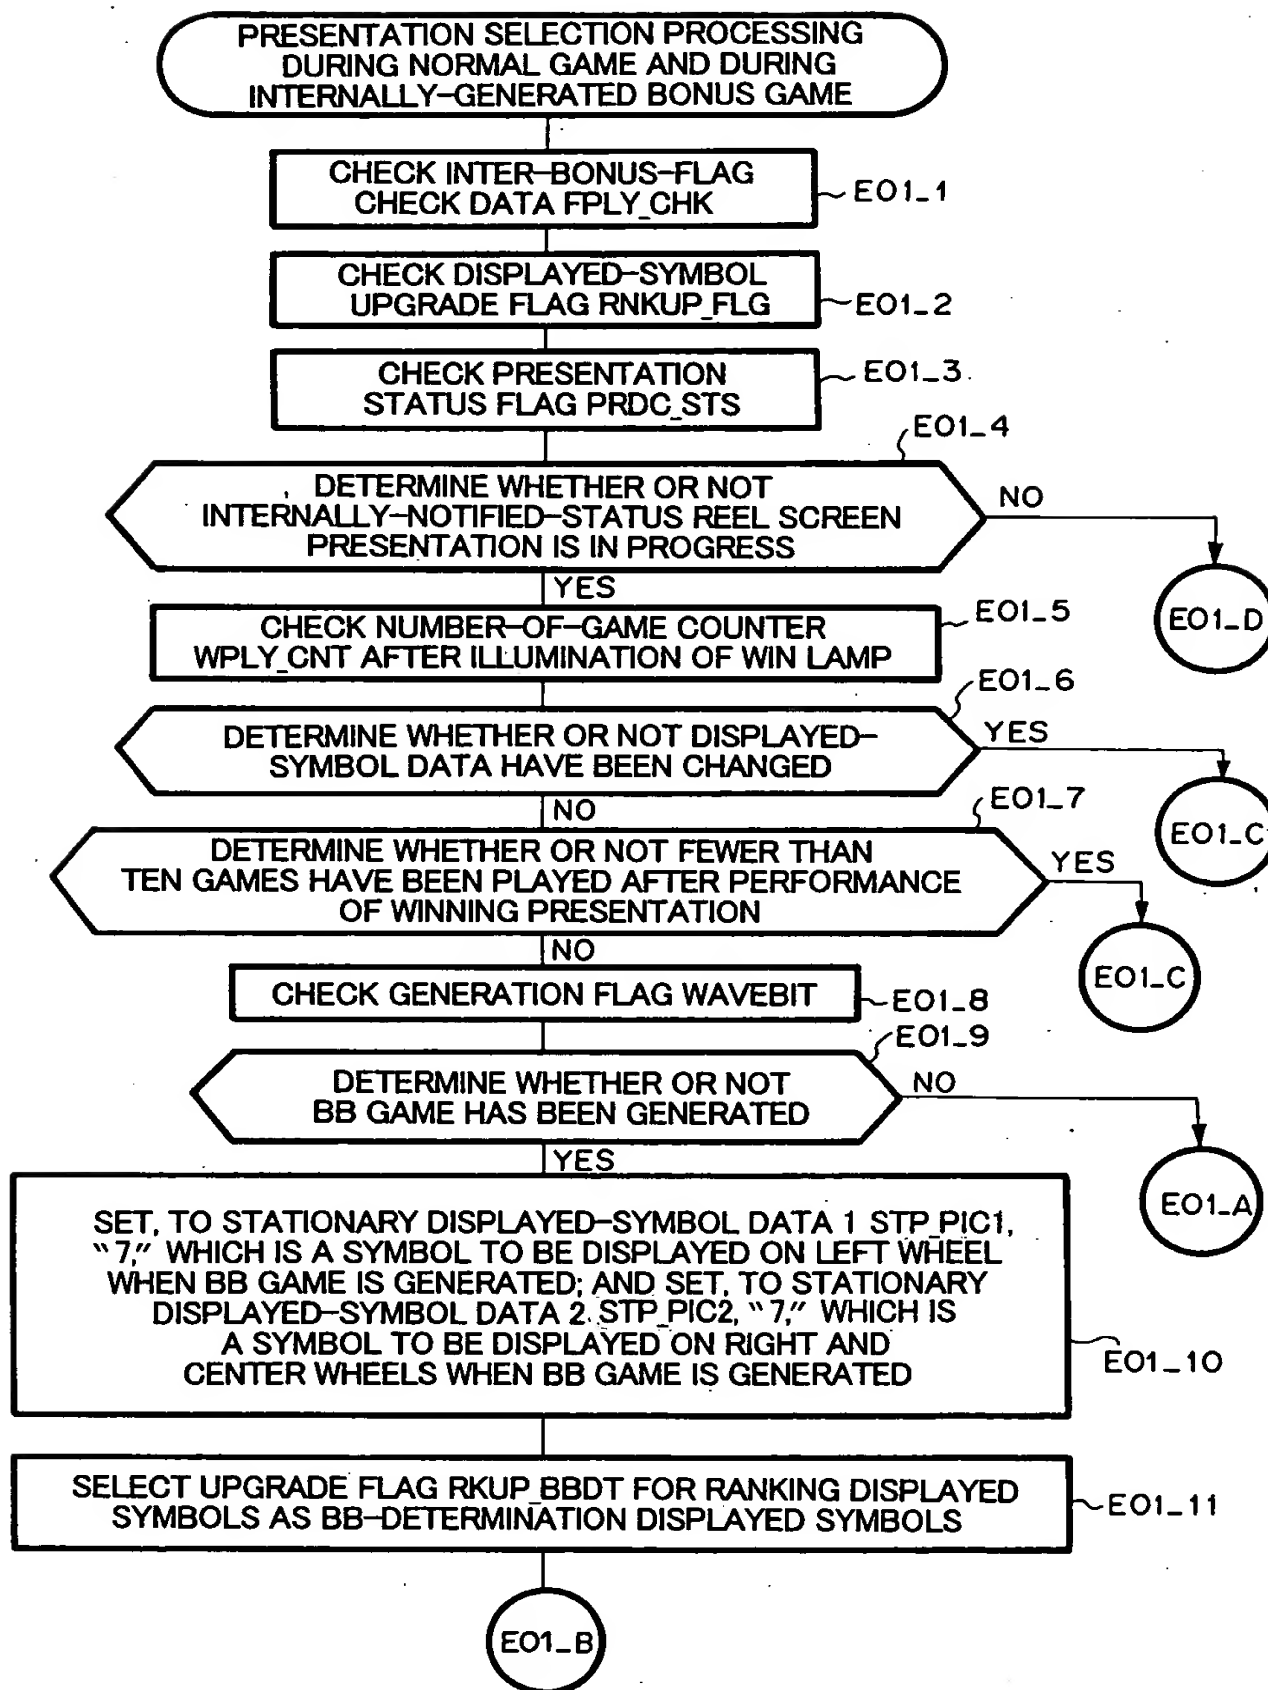 PRESENTATION SELECTION PROCESSING
DURING NORMAL GAME AND DURING
INTERNALLY-GENERATED BONUS GAME
CHECK INTER-BONUS-FLAG
CHECK DATA FPLY_CHK
E01_1
CHECK DISPLAYED-SYMBOL
UPGRADE FLAG RNKUP_FLG
E01_2
CHECK PRESENTATION
STATUS FLAG PRDC_STS
E01_3
E01_4
DETERMINE WHETHER OR NOT
INTERNALLY-NOTIFIED-STATUS REEL SCREEN
PRESENTATION IS IN PROGRESS
NO
E01_D
YES
E01_5
CHECK NUMBER-OF-GAME COUNTER
WPLY_CNT AFTER ILLUMINATION OF WIN LAMP
E01_6
DETERMINE WHETHER OR NOT DISPLAYED-
SYMBOL DATA HAVE BEEN CHANGED
YES
E01_C
NO
E01_7
DETERMINE WHETHER OR NOT FEWER THAN
TEN GAMES HAVE BEEN PLAYED AFTER PERFORMANCE
OF WINNING PRESENTATION
YES
E01_C
NO
CHECK GENERATION FLAG WAVEBIT
E01_8
E01_9
DETERMINE WHETHER OR NOT
BB GAME HAS BEEN GENERATED
NO
E01_A
YES
SET, TO STATIONARY DISPLAYED-SYMBOL DATA 1 STP_PIC1,
"7," WHICH IS A SYMBOL TO BE DISPLAYED ON LEFT WHEEL
WHEN BB GAME IS GENERATED; AND SET, TO STATIONARY
DISPLAYED-SYMBOL DATA 2 STP_PIC2, "7," WHICH IS
A SYMBOL TO BE DISPLAYED ON RIGHT AND
CENTER WHEELS WHEN BB GAME IS GENERATED
E01_10
SELECT UPGRADE FLAG RKUP_BBDT FOR RANKING DISPLAYED
SYMBOLS AS BB-DETERMINATION DISPLAYED SYMBOLS
E01_11
E01_B